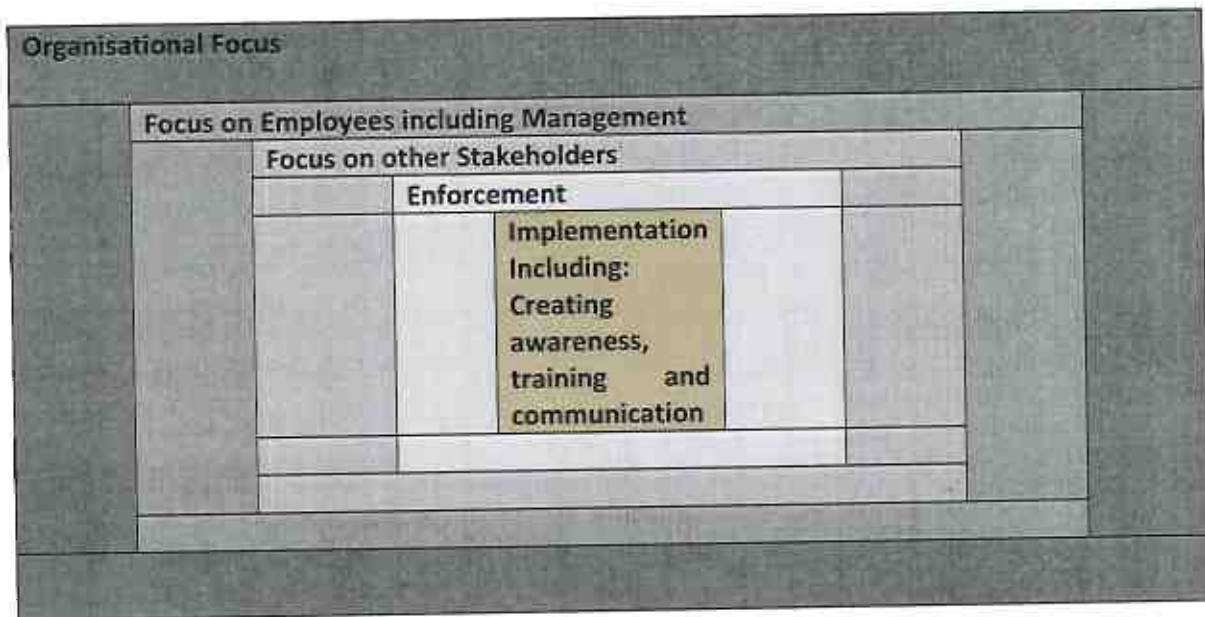 Organisational Focus
Focus on Employees including Management
Focus on other Stakeholders
Enforcement
Implementation
Including:
Creating
awareness,
training and
communication